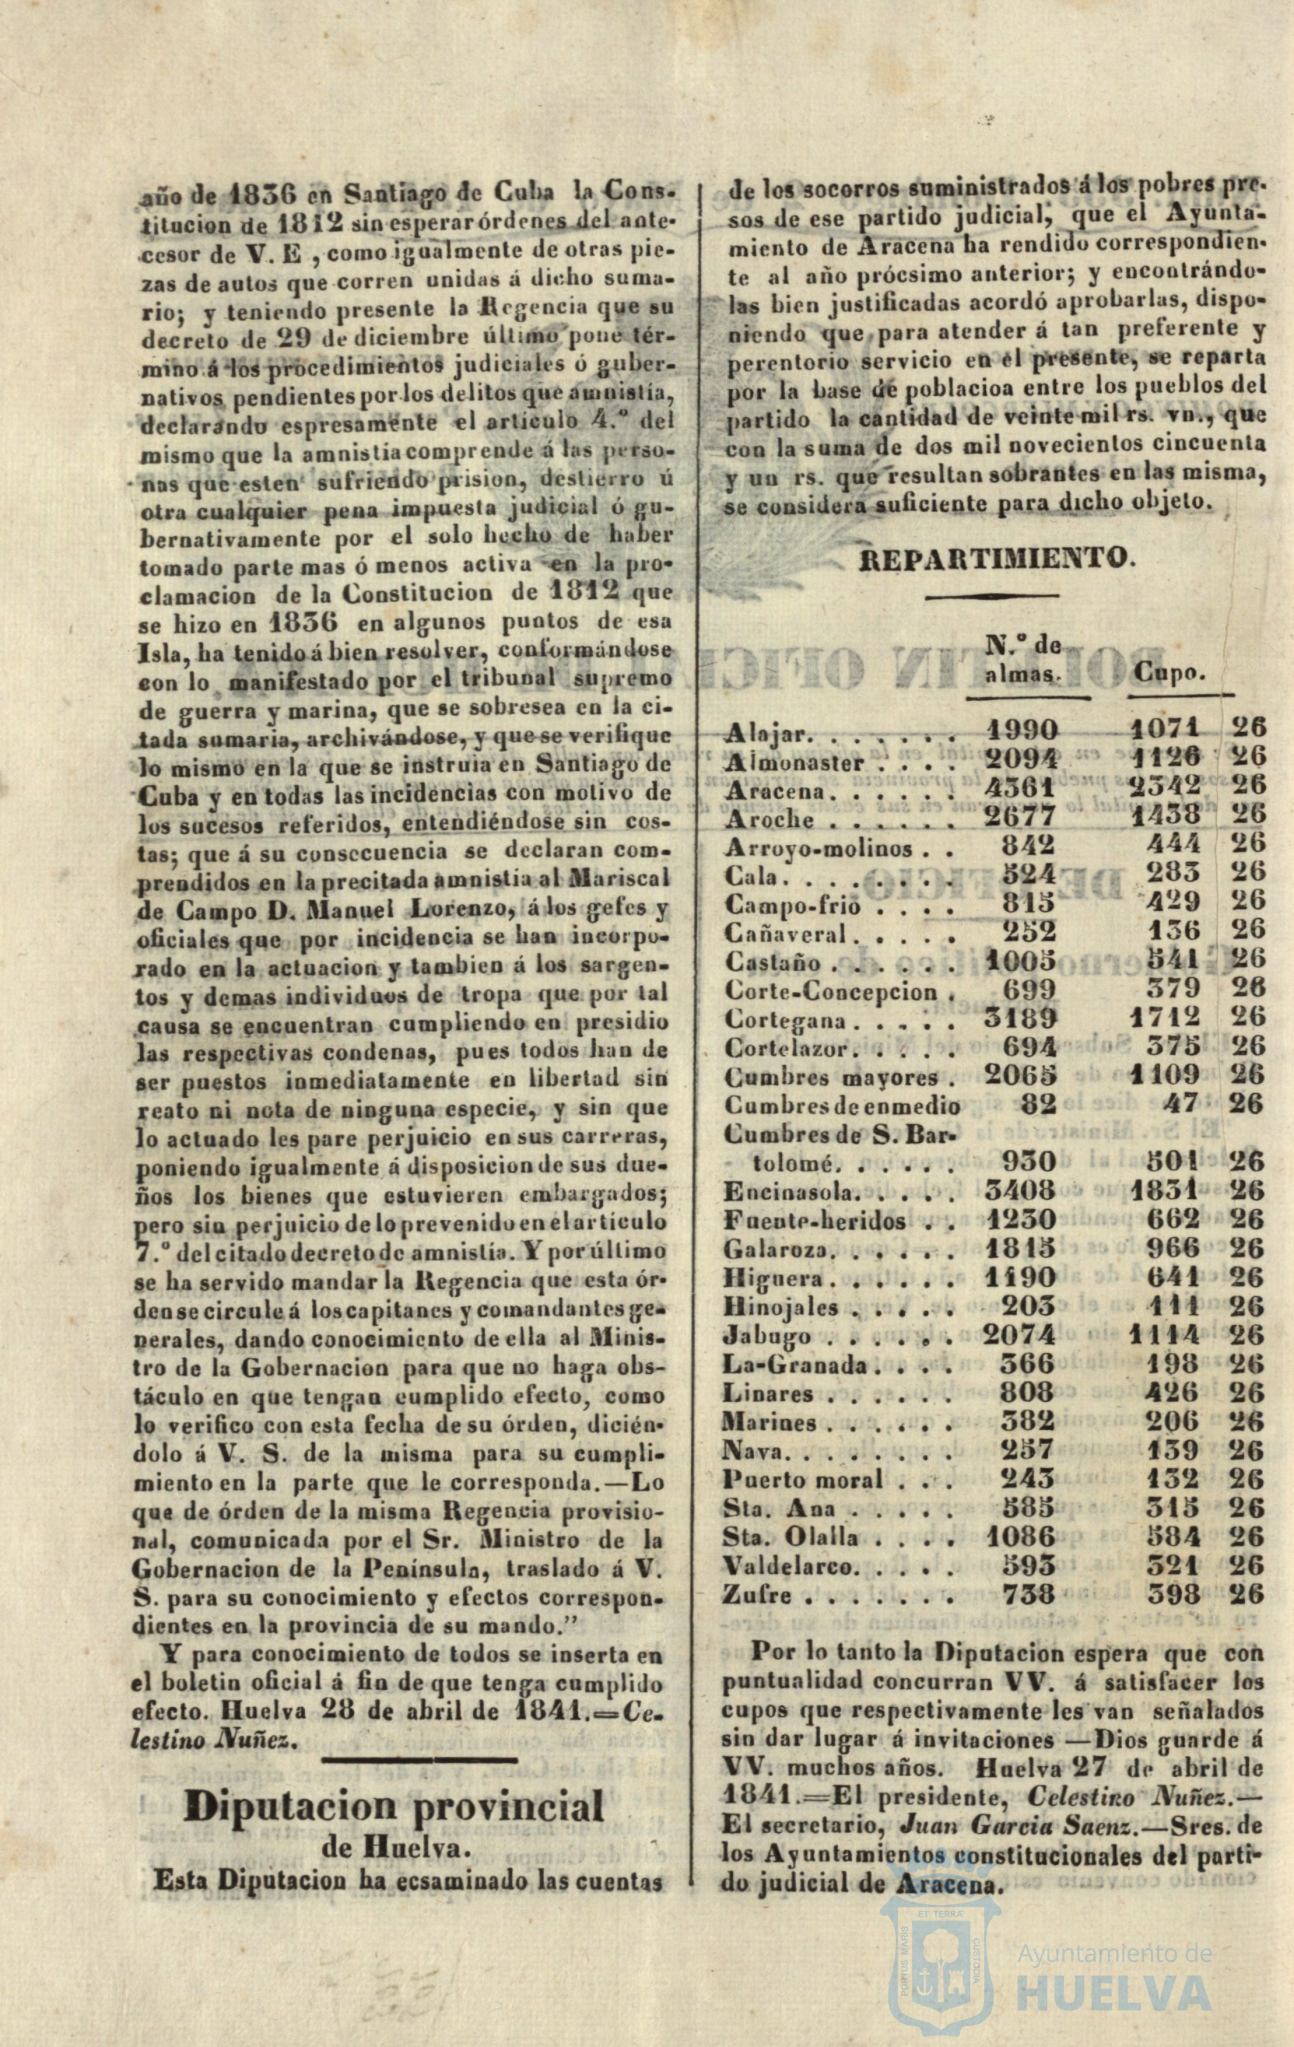 año de 1836 en Santiago de Cuba la Cons-
titucion de 1812 sin esperar órdenes del ante-
cesor de V. E , como igualmente de otras pie-
zas de autos que corren unidas á dicho suma-
rio; y teniendo presente la Regencia que su
decreto de 29 de diciembre último pone tér-
mino á los procedimientos judiciales ó guber-
nativos pendientes por los delitos que amnistía,
declarando espresamente el articulo 4.º del
mismo que la amnistia comprende á las perso-
nas que esten sufriendo prision, destierro ú
otra cualquier pena impuesta judicial ó gu-
bernativamente por el solo hecho de haber
tomado parte mas ó menos activa en la pro-
clamacion de la Constitucion de 1812 que
se hizo en 1836 en algunos puntos de esa
Isla, ha tenido á bien resolver, conformándose
con lo manifestado por el tribunal supremo
de guerra y marina, que se sobresea en la ci-
tada sumaria, archivándose, y que se verifique
lo mismo en la que se instruia en Santiago de
Cuba y en todas las incidencias con motivo de
los sucesos referidos, entendiéndose sin cos-
tas; que á su consecuencia se declaran com-
prendidos en la precitada amnistia al Mariscal
de Campo D. Manuel Lorenzo, á los gefes y
oficiales que por incidencia se han incorpo-
rado en la actuacion y tambien á los sargen-
tos y demas individuos de tropa que por tal
causa se encuentran cumpliendo en presidio
las respectivas condenas, pues todos han de
ser puestos inmediatamente en libertad sin
reato ni nota de ninguna especie, y sin que
lo actuado les pare perjuicio en sus carreras,
poniendo igualmente á disposicion de sus due-
ños los bienes que estuvieren embargados;
pero sin perjuicio de lo prevenido en el artículo
7.º del citado decreto de amnistía. Y por último
se ha servido mandar la Regencia que esta ór-
den se circule á los capitanes y comandantes ge-
nerales, dando conocimiento de ella al Minis-
tro de la Gobernacion para que no haga obs-
táculo en que tengan cumplido efecto, como
lo verifico con esta fecha de su órden, dicién-
dolo á V. S. de la misma para su cumpli-
miento en la parte que le corresponda.—Lo
que de órden de la misma Regencia provisio-
nal, comunicada por el Sr. Ministro de la
Gobernacion de la Península, traslado á V.
S. para su conocimiento y efectos correspon-
dientes en la provincia de su mando.”
Y para conocimiento de todos se inserta en
el boletin oficial á fin de que tenga cumplido
efecto. Huelva 28 de abril de 1841.=Ce-
lestino Nuñez.
Diputacion provincial
de Huelva.
Esta Diputacion ha ecsaminado las cuentas
de los socorros suministrados á los pobres pre-
sos de ese partido judicial, que el Ayunta-
miento de Aracena ha rendido correspondien-
te al año prócsimo anterior; y encontrándo-
las bien justificadas acordó aprobarlas, dispo-
niendo que para atender á tan preferente y
perentorio servicio en el presente, se reparta
por la base de poblacioa entre los pueblos del
partido la cantidad de veinte mil rs. vn., que
con la suma de dos mil novecientos cincuenta
y un rs. que resultan sobrantes en las misma,
se considera suficiente para dicho objeto.
REPARTIMIENTO.
N.º de
almas. Cupo.
Alajar. . . . . . . 1990 1071 26
Almonaster . . . . 2094 1126 26
Aracena. . . . . . 4361 2342 26
Aroche . . . . . . 2677 1438 26
Arroyo-molinos . . 842 444 26
Cala. . . . . . . . 524 283 26
Campo-frio . . . . 815 429 26
Cañaveral. . . . . 252 136 26
Castaño . . . . . . 1005 541 26
Corte-Concepcion . 699 379 26
Cortegana . . . . . 3189 1712 26
Cortelazor. . . . . 694 375 26
Cumbres mayores . 2065 1109 26
Cumbres de enmedio 82 47 26
Cumbres de S. Bar-
tolomé. . . . . . 930 501 26
Encinasola. . . . . 3408 1831 26
Fuente-heridos . . 1230 662 26
Galaroza. . . . . . 1815 966 26
Higuera . . . . . . 1190 641 26
Hinojales . . . . . 203 111 26
Jabugo . . . . . . 2074 1114 26
La-Granada. . . . 366 198 26
Linares . . . . . . 808 426 26
Marines . . . . . . 382 206 26
Nava. . . . . . . . 257 139 26
Puerto moral . . . 243 132 26
Sta. Ana . . . . . 585 315 26
Sta. Olalla . . . . 1086 584 26
Valdelarco. . . . . 593 321 26
Zufre . . . . . . . 738 398 26
Por lo tanto la Diputacion espera que con
puntualidad concurran VV. á satisfacer los
cupos que respectivamente les van señalados
sin dar lugar á invitaciones —Dios guarde á
VV. muchos años. Huelva 27 de abril de
1841.=El presidente, Celestino Nuñez.—
El secretario, Juan Garcia Saenz.—Sres. de
los Ayuntamientos constitucionales del parti-
do judicial de Aracena.
PORTUS MARIS ET TERRÆ CUSTODIA
Ayuntamiento de
HUELVA